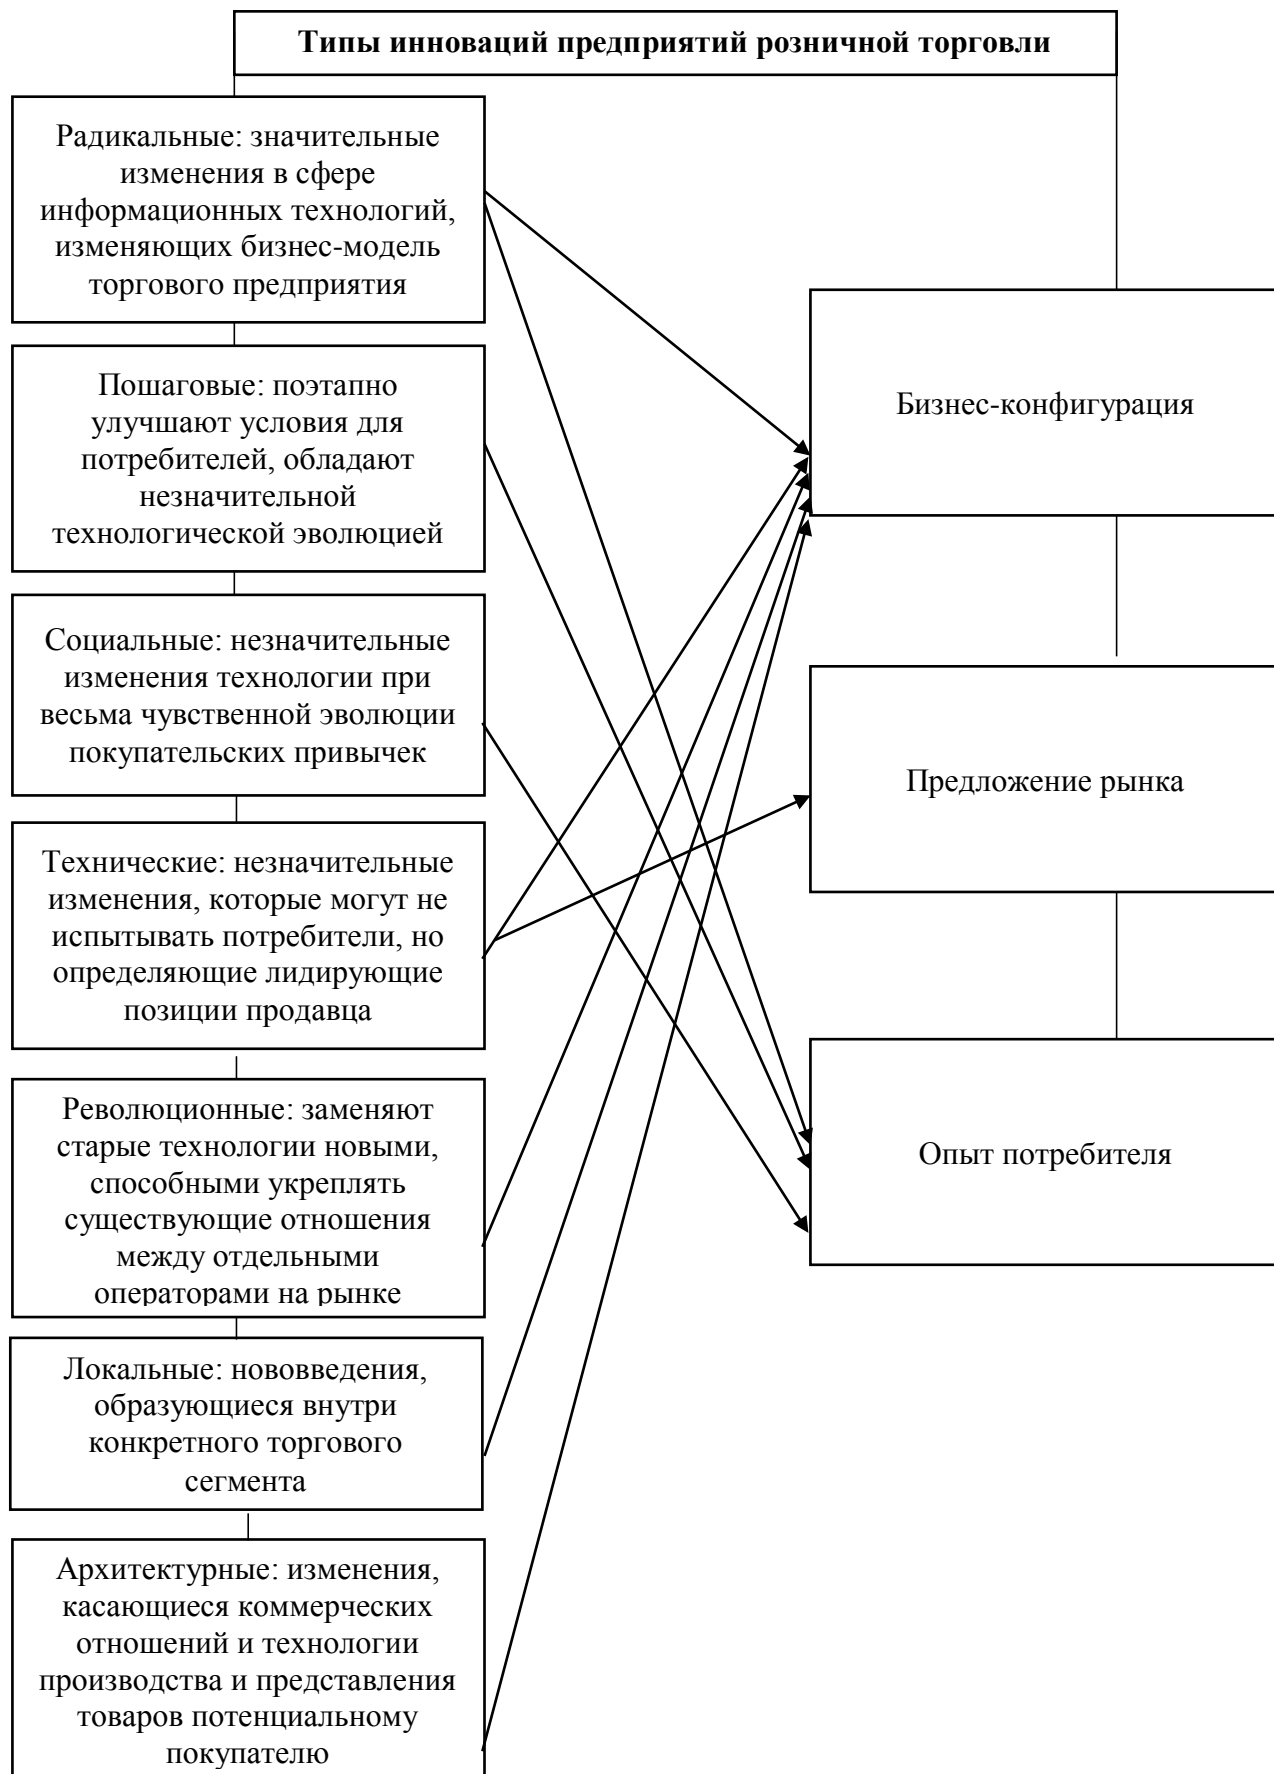 Типы инноваций предприятий розничной торговли
Радикальные: значительные
изменения в сфере
информационных технологий,
изменяющих бизнес-модель
торгового предприятия
Пошаговые: поэтапно
улучшают условия для
потребителей, обладают
незначительной
технологической эволюцией
Социальные: незначительные
изменения технологии при
весьма чувственной эволюции
покупательских привычек
Технические: незначительные
изменения, которые могут не
испытывать потребители, но
определяющие лидирующие
позиции продавца
Революционные: заменяют
старые технологии новыми,
способными укреплять
существующие отношения
между отдельными
операторами на рынке
Локальные: нововведения,
образующиеся внутри
конкретного торгового
сегмента
Архитектурные: изменения,
касающиеся коммерческих
отношений и технологии
производства и представления
товаров потенциальному
покупателю
Бизнес-конфигурация
Предложение рынка
Опыт потребителя